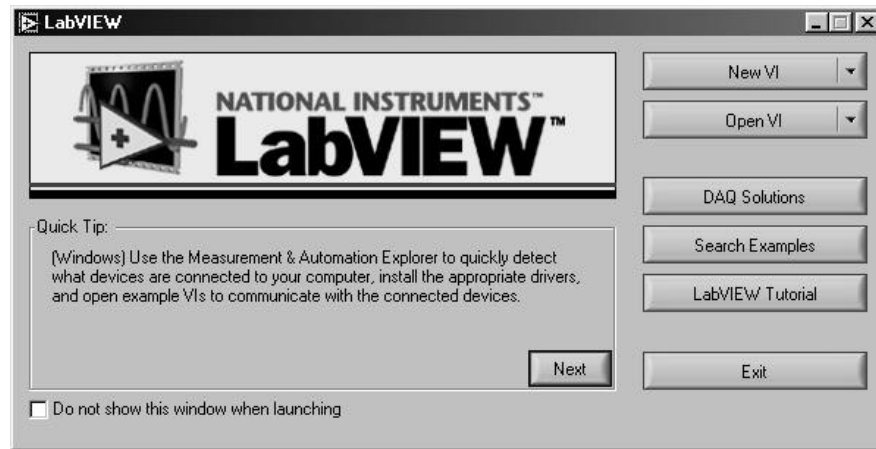 LabVIEW
NATIONAL INSTRUMENTS™
LabVIEW™
New VI
Open VI
DAQ Solutions
Search Examples
LabVIEW Tutorial
Exit
Quick Tip:
(Windows) Use the Measurement & Automation Explorer to quickly detect
what devices are connected to your computer, install the appropriate drivers,
and open example VIs to communicate with the connected devices.
Next
Do not show this window when launching